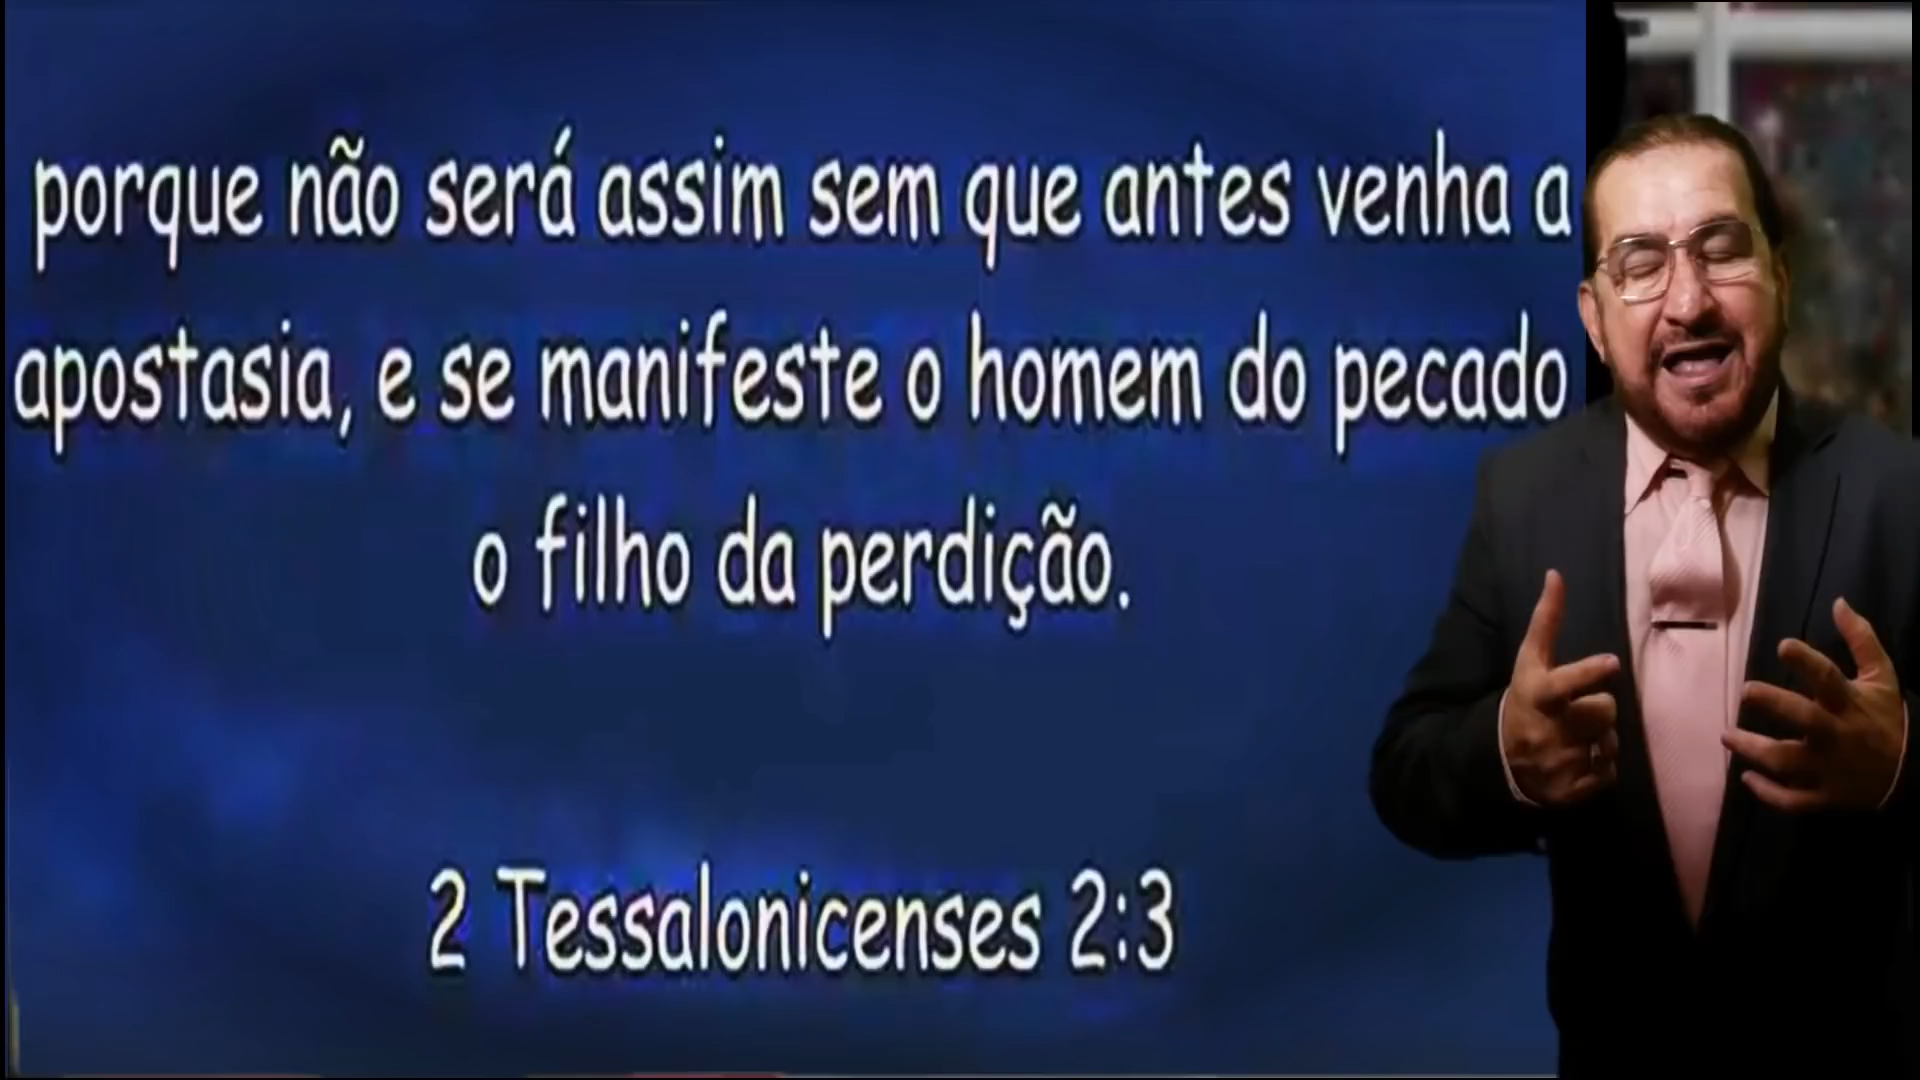 porque não será assim sem que antes venha a
apostasia, e se manifeste o homem do pecado
o filho da perdição.
2 Tessalonicenses 2:3